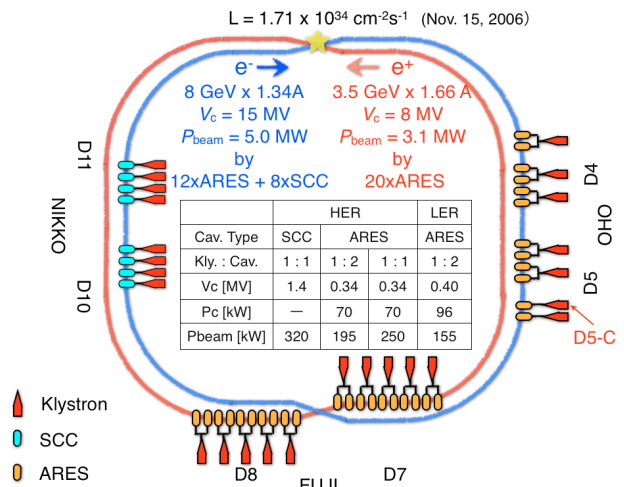 L = 1.71 x 10³⁴ cm⁻²s⁻¹ (Nov. 15, 2006)
e⁻ e⁺
8 GeV x 1.34A 3.5 GeV x 1.66 A
Vc = 15 MV Vc = 8 MV
Pbeam = 5.0 MW Pbeam = 3.1 MW
by by
12xARES + 8xSCC 20xARES
D11
NIKKO
D10
D4
OHO
D5
D5-C
HER LER
Cav. Type SCC ARES ARES
Kly. : Cav. 1 : 1 1 : 2 1 : 1 1 : 2
Vc [MV] 1.4 0.34 0.34 0.40
Pc [kW] — 70 70 96
Pbeam [kW] 320 195 250 155
Klystron
SCC
ARES
D8 D7